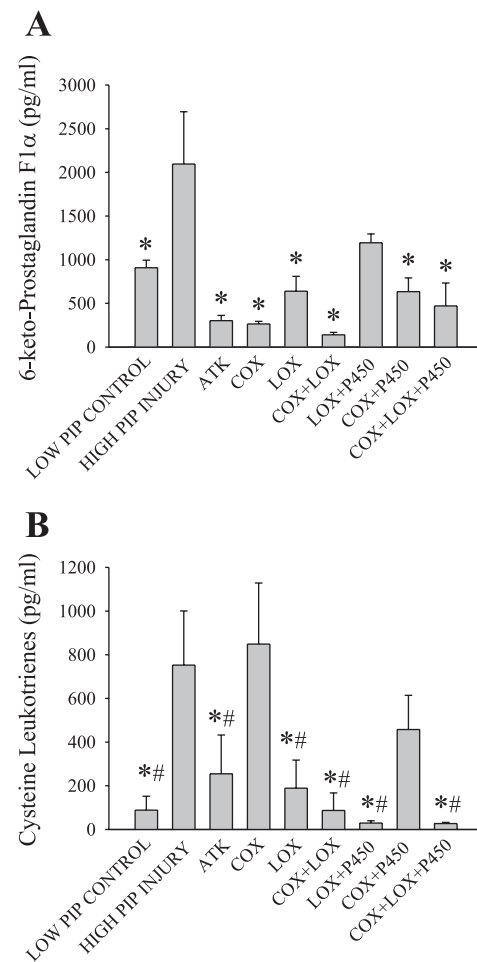 A
6-keto-Prostaglandin F1α (pg/ml)
3000
2500
2000
1500
1000
500
0
*
*
*
*
*
*
*
LOW PIP CONTROL
HIGH PIP INJURY
ATK
COX
LOX
COX+LOX
LOX+P450
COX+P450
COX+LOX+P450
B
Cysteine Leukotrienes (pg/ml)
1200
1000
800
600
400
200
0
*#
*#
*#
*#
*#
*#
LOW PIP CONTROL
HIGH PIP INJURY
ATK
COX
LOX
COX+LOX
LOX+P450
COX+P450
COX+LOX+P450